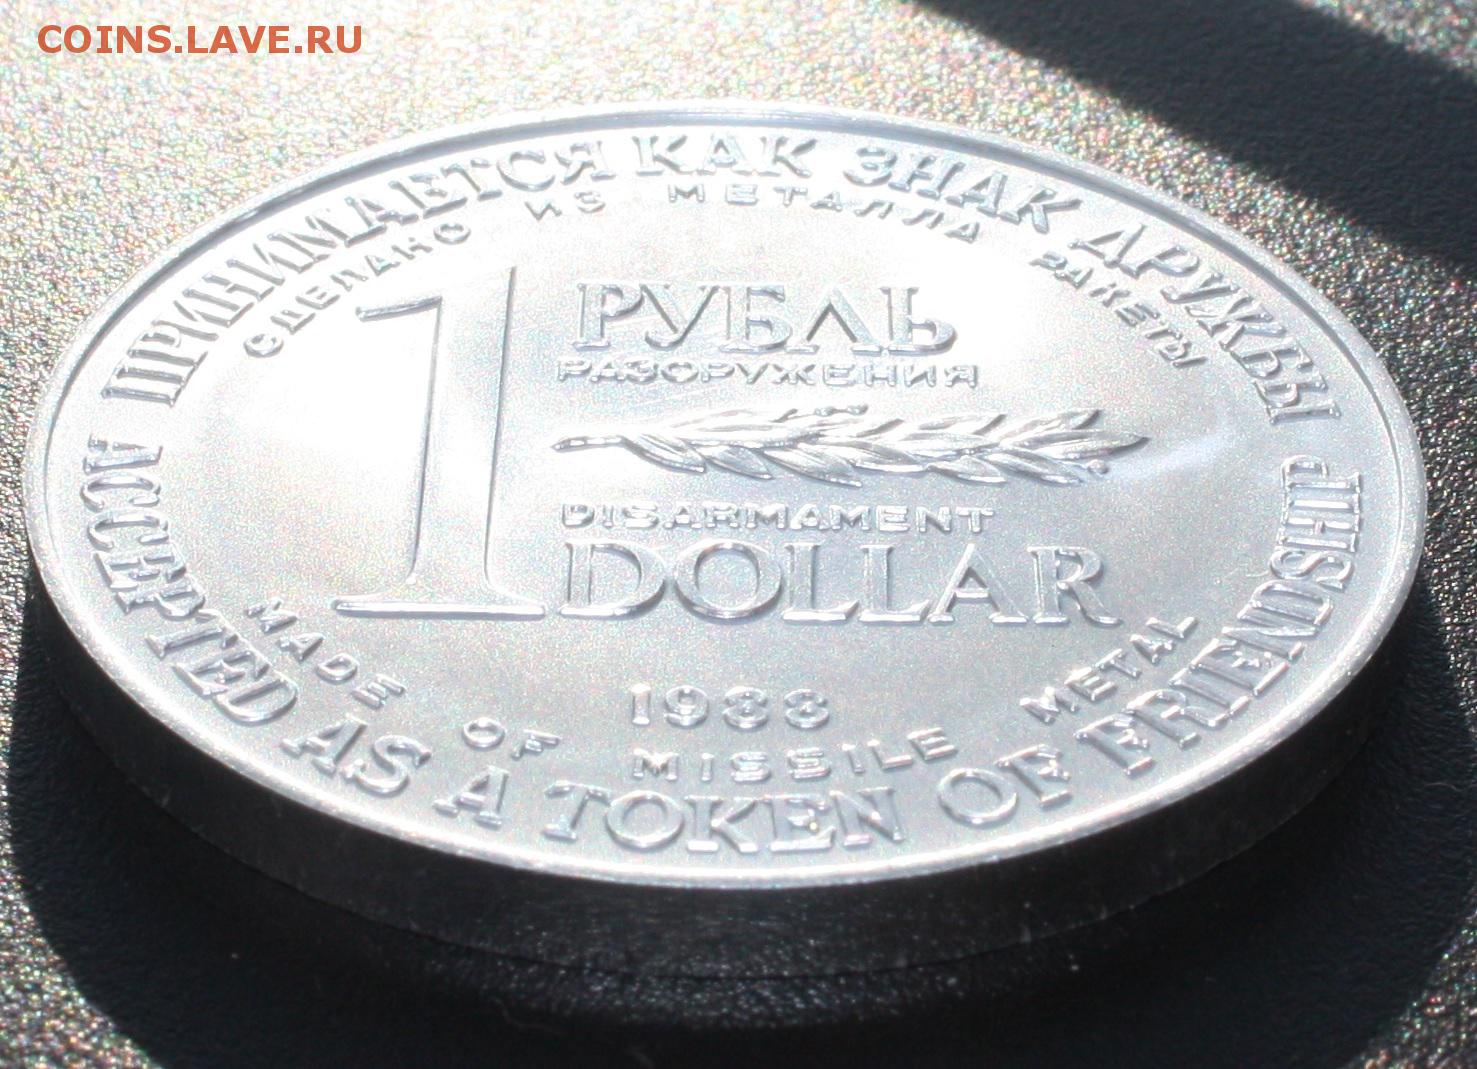 COINS.LAVE.RU
ПРИНИМАЕТСЯ КАК ЗНАК ДРУЖБЫ
СДЕЛАНО ИЗ МЕТАЛЛА РАКЕТЫ
1 РУБЛЬ
РАЗОРУЖЕНИЯ
DISARMAMENT
DOLLAR
1988
MADE OF MISSILE METAL
ACCEPTED AS A TOKEN OF FRIENDSHIP